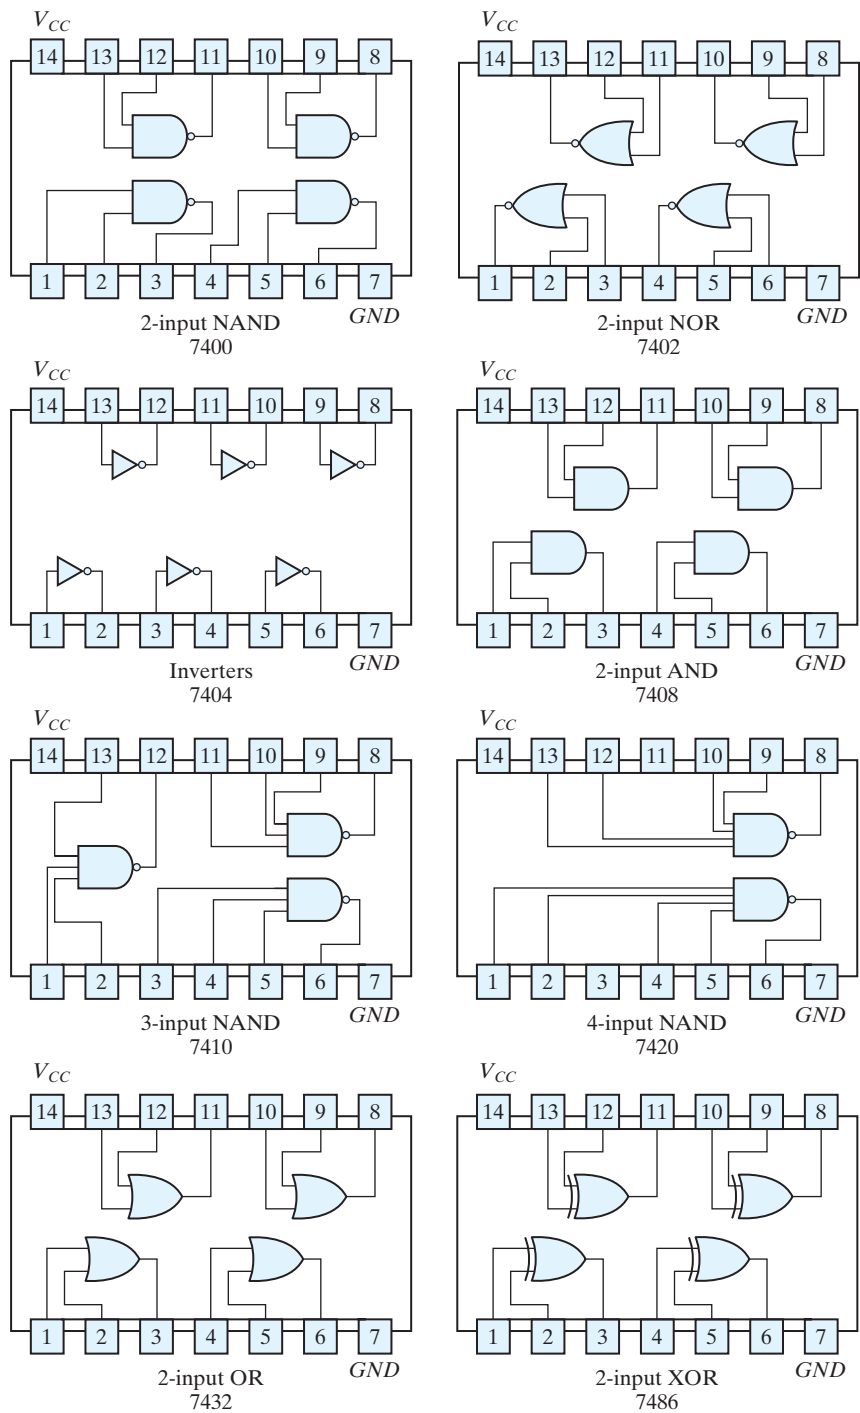 V_CC V_CC
14 13 12 11 10 9 8 14 13 12 11 10 9 8
1 2 3 4 5 6 7 1 2 3 4 5 6 7
2-input NAND GND 2-input NOR GND
7400 7402
V_CC V_CC
14 13 12 11 10 9 8 14 13 12 11 10 9 8
1 2 3 4 5 6 7 1 2 3 4 5 6 7
Inverters GND 2-input AND GND
7404 7408
V_CC V_CC
14 13 12 11 10 9 8 14 13 12 11 10 9 8
1 2 3 4 5 6 7 1 2 3 4 5 6 7
3-input NAND GND 4-input NAND GND
7410 7420
V_CC V_CC
14 13 12 11 10 9 8 14 13 12 11 10 9 8
1 2 3 4 5 6 7 1 2 3 4 5 6 7
2-input OR GND 2-input XOR GND
7432 7486